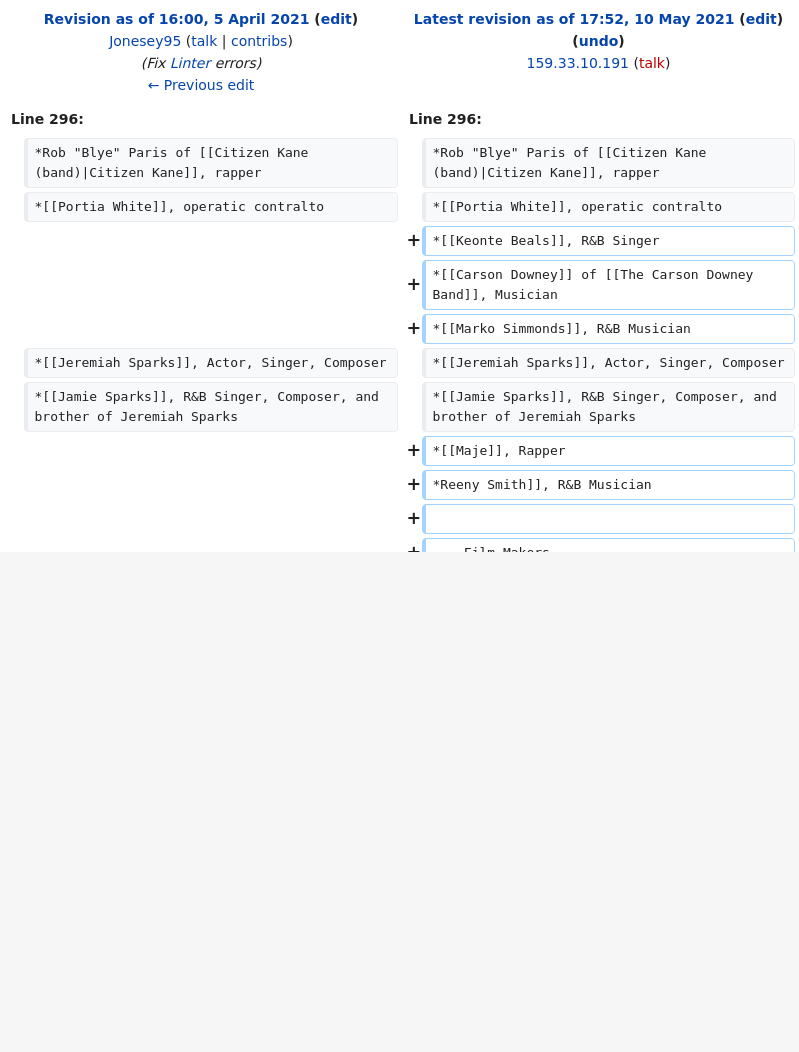 Revision as of 16:00, 5 April 2021 (edit)
Jonesey95 (talk | contribs)
(Fix Linter errors)
← Previous edit
Latest revision as of 17:52, 10 May 2021 (edit)
(undo)
159.33.10.191 (talk)
Line 296:
Line 296:
*Rob "Blye" Paris of [[Citizen Kane
(band)|Citizen Kane]], rapper
*Rob "Blye" Paris of [[Citizen Kane
(band)|Citizen Kane]], rapper
*[[Portia White]], operatic contralto
*[[Portia White]], operatic contralto
+ *[[Keonte Beals]], R&B Singer
+ *[[Carson Downey]] of [[The Carson Downey
Band]], Musician
+ *[[Marko Simmonds]], R&B Musician
*[[Jeremiah Sparks]], Actor, Singer, Composer
*[[Jeremiah Sparks]], Actor, Singer, Composer
*[[Jamie Sparks]], R&B Singer, Composer, and
brother of Jeremiah Sparks
*[[Jamie Sparks]], R&B Singer, Composer, and
brother of Jeremiah Sparks
+ *[[Maje]], Rapper
+ *Reeny Smith]], R&B Musician
+
+ Film Makers